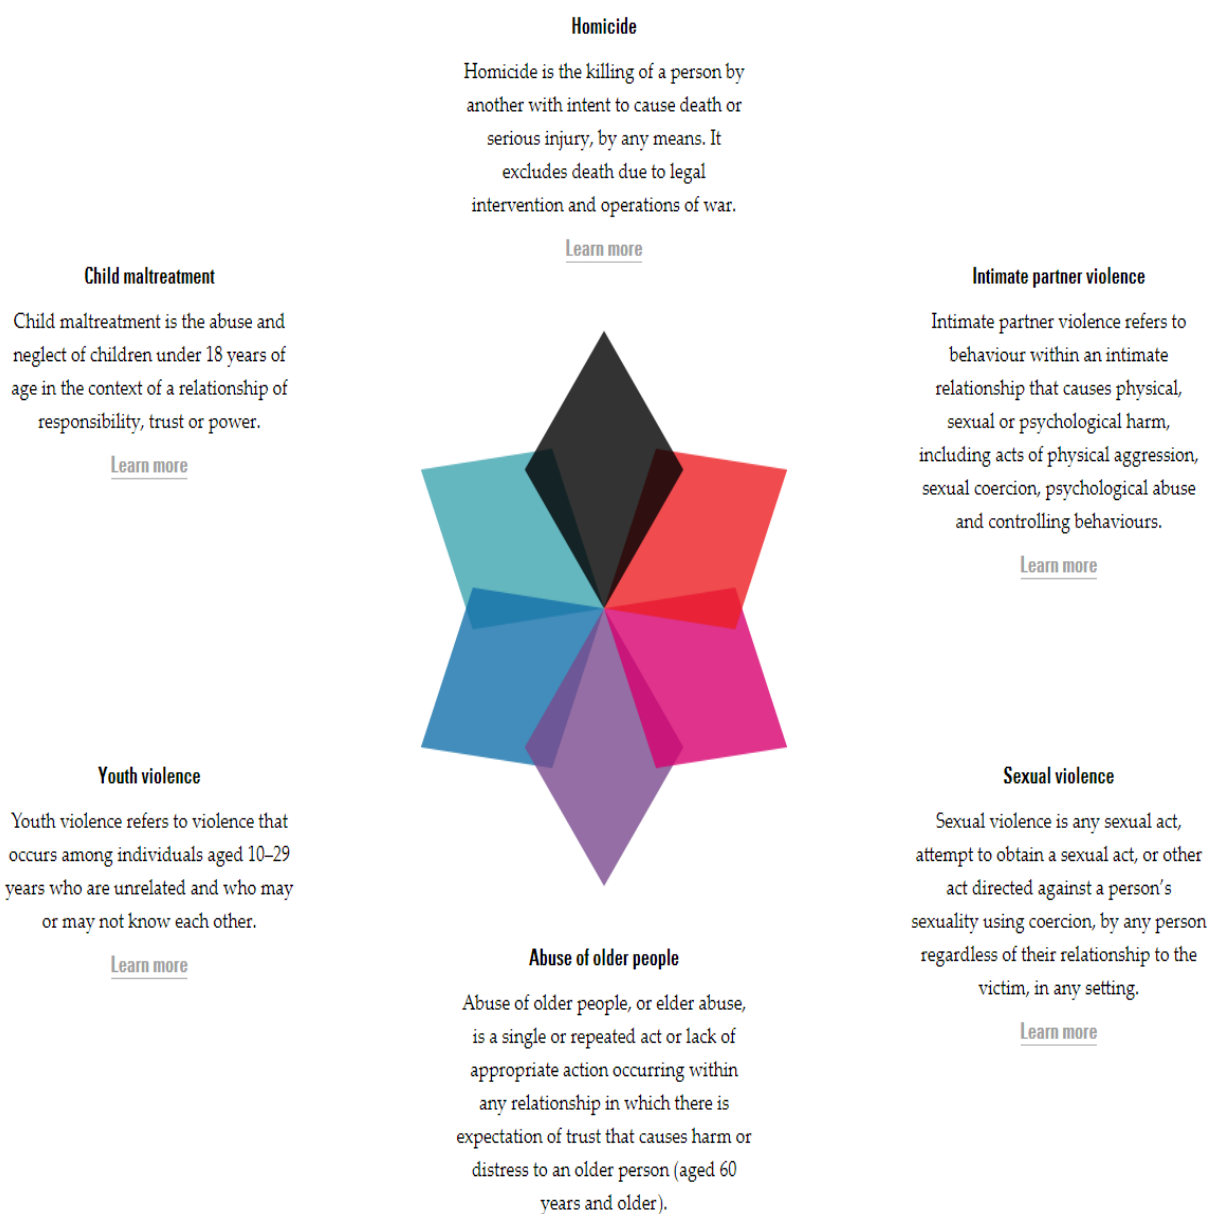 Homicide
Homicide is the killing of a person by
another with intent to cause death or
serious injury, by any means. It
excludes death due to legal
intervention and operations of war.
Learn more
Child maltreatment
Child maltreatment is the abuse and
neglect of children under 18 years of
age in the context of a relationship of
responsibility, trust or power.
Learn more
Intimate partner violence
Intimate partner violence refers to
behaviour within an intimate
relationship that causes physical,
sexual or psychological harm,
including acts of physical aggression,
sexual coercion, psychological abuse
and controlling behaviours.
Learn more
Youth violence
Youth violence refers to violence that
occurs among individuals aged 10–29
years who are unrelated and who may
or may not know each other.
Learn more
Sexual violence
Sexual violence is any sexual act,
attempt to obtain a sexual act, or other
act directed against a person’s
sexuality using coercion, by any person
regardless of their relationship to the
victim, in any setting.
Learn more
Abuse of older people
Abuse of older people, or elder abuse,
is a single or repeated act or lack of
appropriate action occurring within
any relationship in which there is
expectation of trust that causes harm or
distress to an older person (aged 60
years and older).